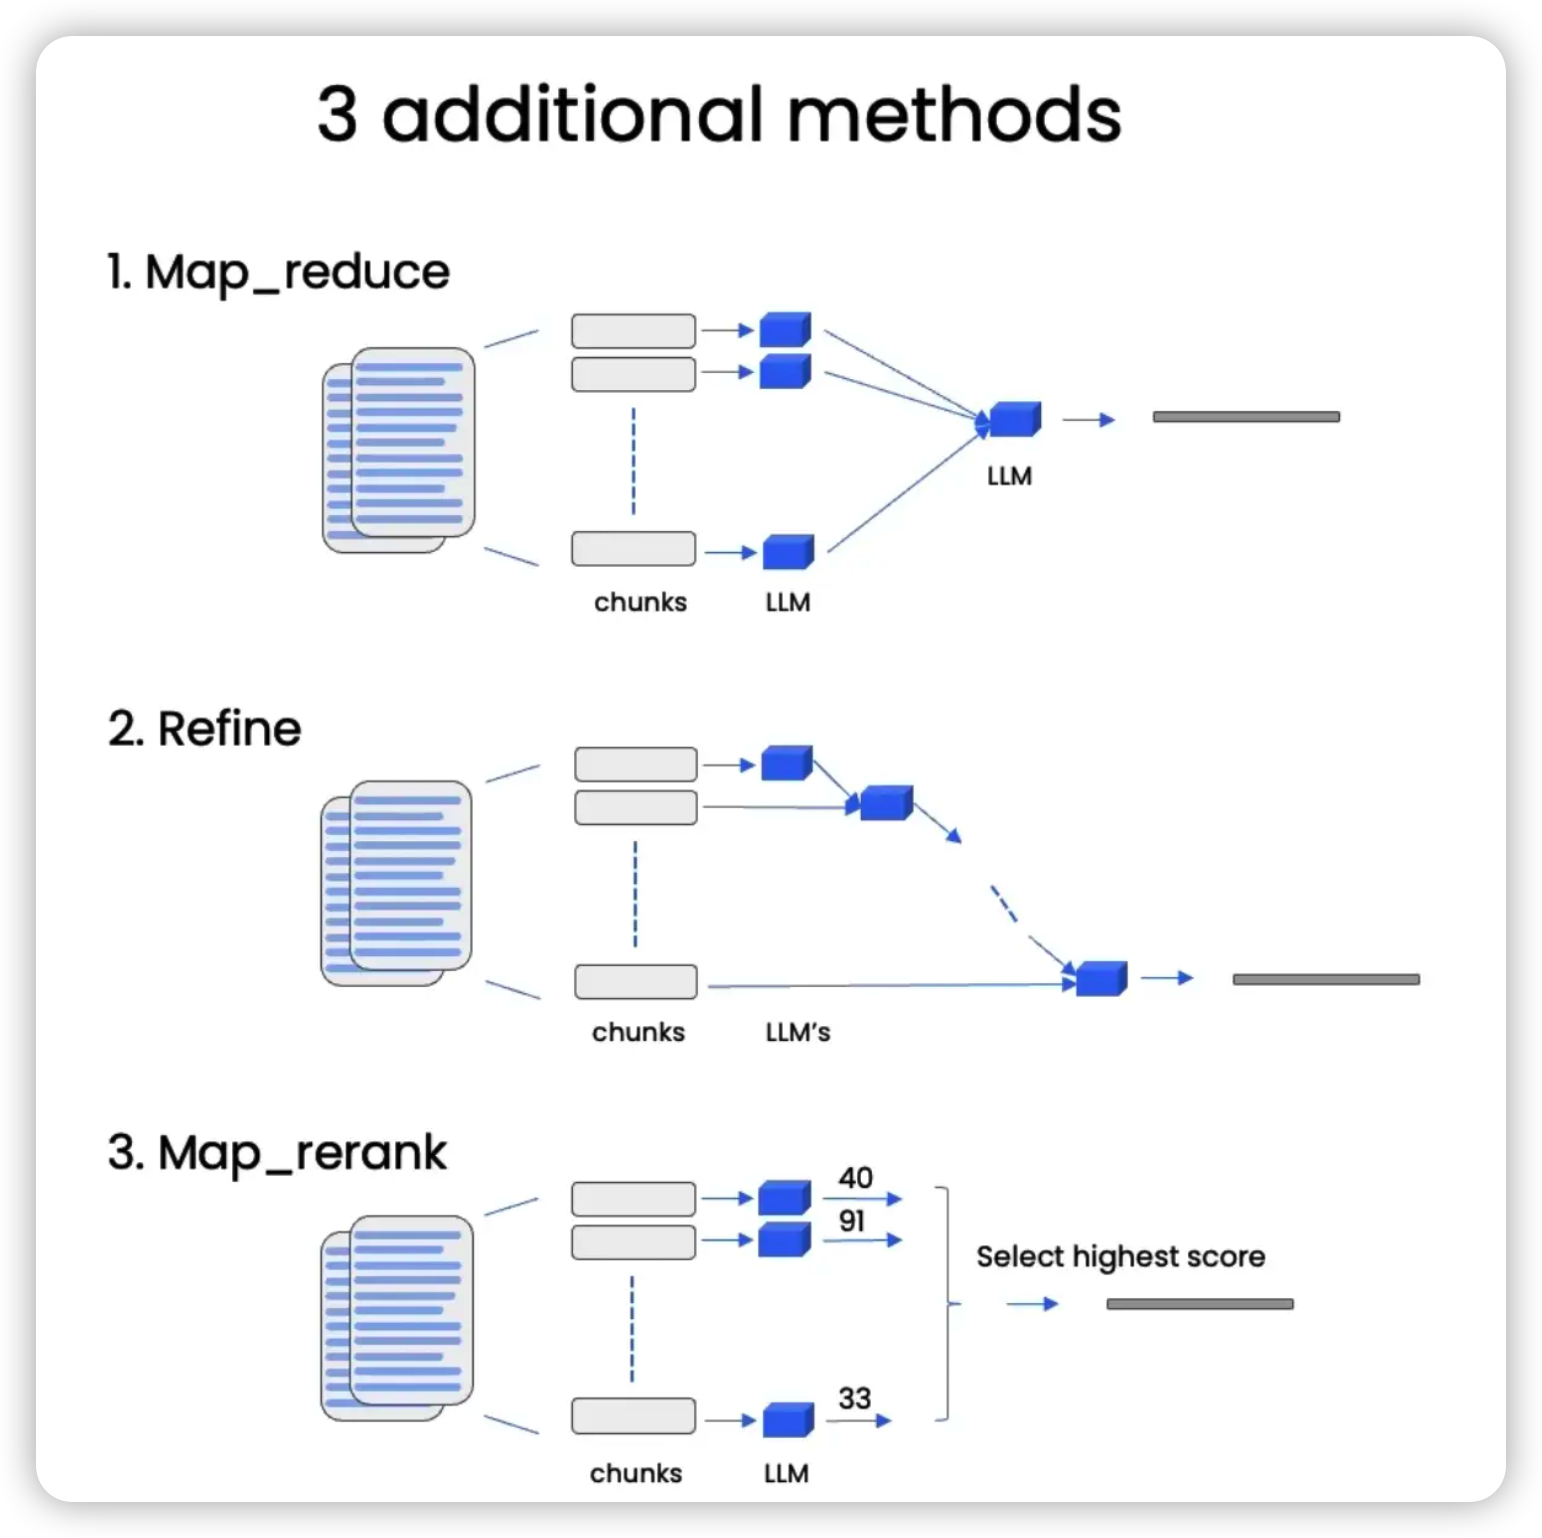 3 additional methods
1. Map_reduce
LLM
chunks
LLM
2. Refine
chunks
LLM's
3. Map_rerank
40
91
Select highest score
33
chunks
LLM